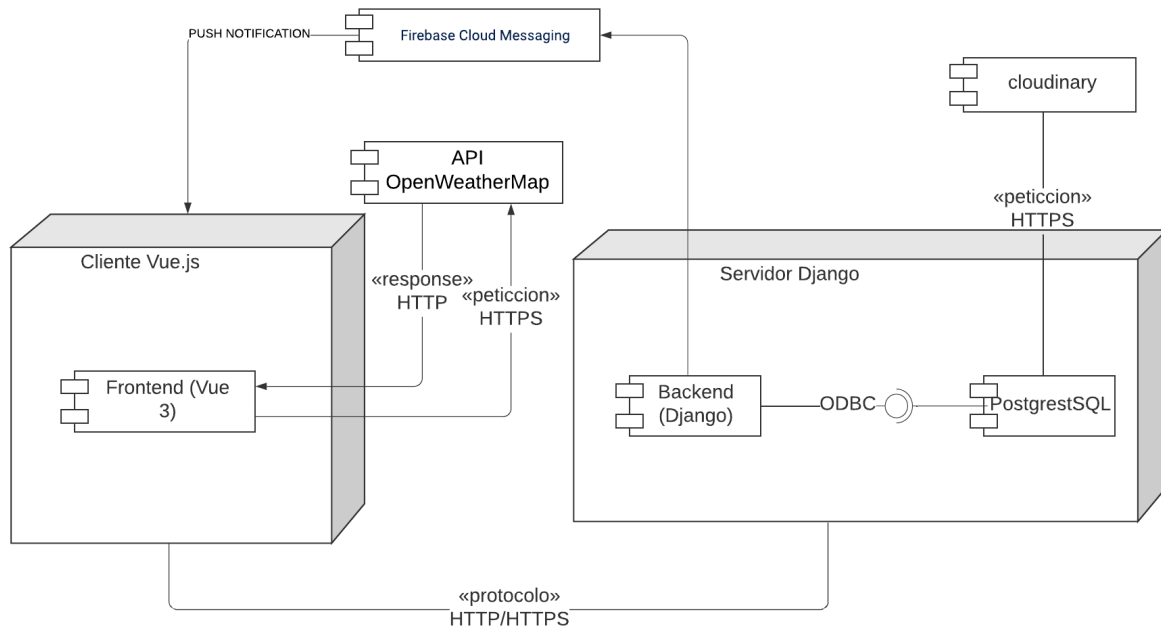 PUSH NOTIFICATION
Firebase Cloud Messaging
cloudinary
API
OpenWeatherMap
«peticcion»
HTTPS
Cliente Vue.js
Servidor Django
«response»
HTTP
«peticcion»
HTTPS
Frontend (Vue
3)
Backend
(Django)
ODBC
PostgrestSQL
«protocolo»
HTTP/HTTPS